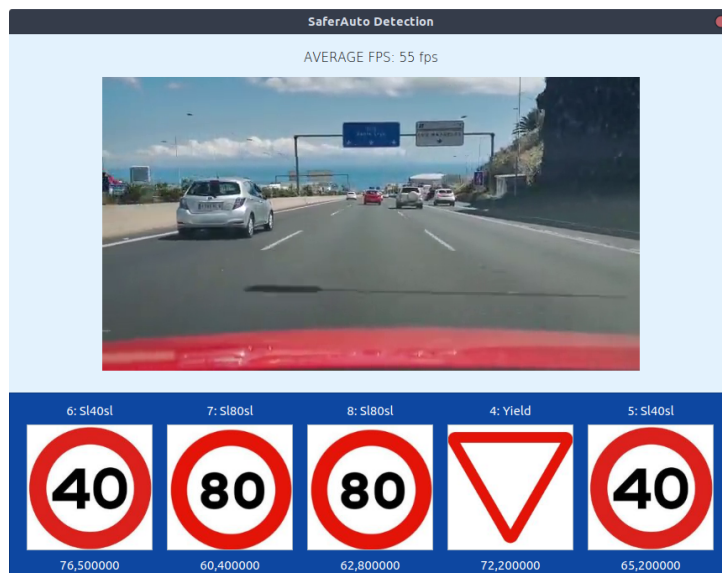 SaferAuto Detection
AVERAGE FPS: 55 fps
6: Sl40sl
7: Sl80sl
8: Sl80sl
4: Yield
5: Sl40sl
40
80
80
40
76,500000
60,400000
62,800000
72,200000
65,200000